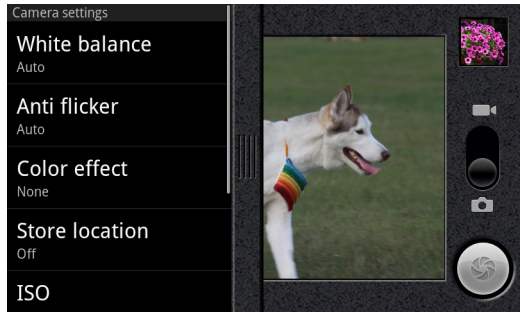 Camera settings
White balance
Auto
Anti flicker
Auto
Color effect
None
Store location
Off
ISO